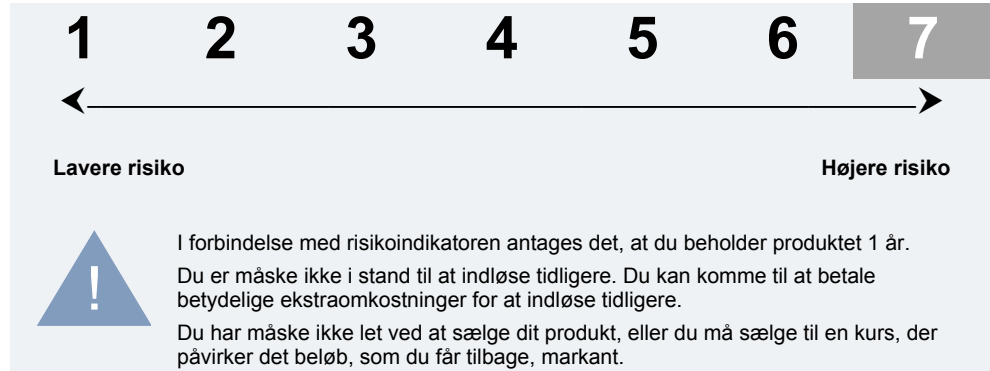 1 2 3 4 5 6 7
Lavere risiko Højere risiko
!
I forbindelse med risikoindikatoren antages det, at du beholder produktet 1 år.
Du er måske ikke i stand til at indløse tidligere. Du kan komme til at betale
betydelige ekstraomkostninger for at indløse tidligere.
Du har måske ikke let ved at sælge dit produkt, eller du må sælge til en kurs, der
påvirker det beløb, som du får tilbage, markant.